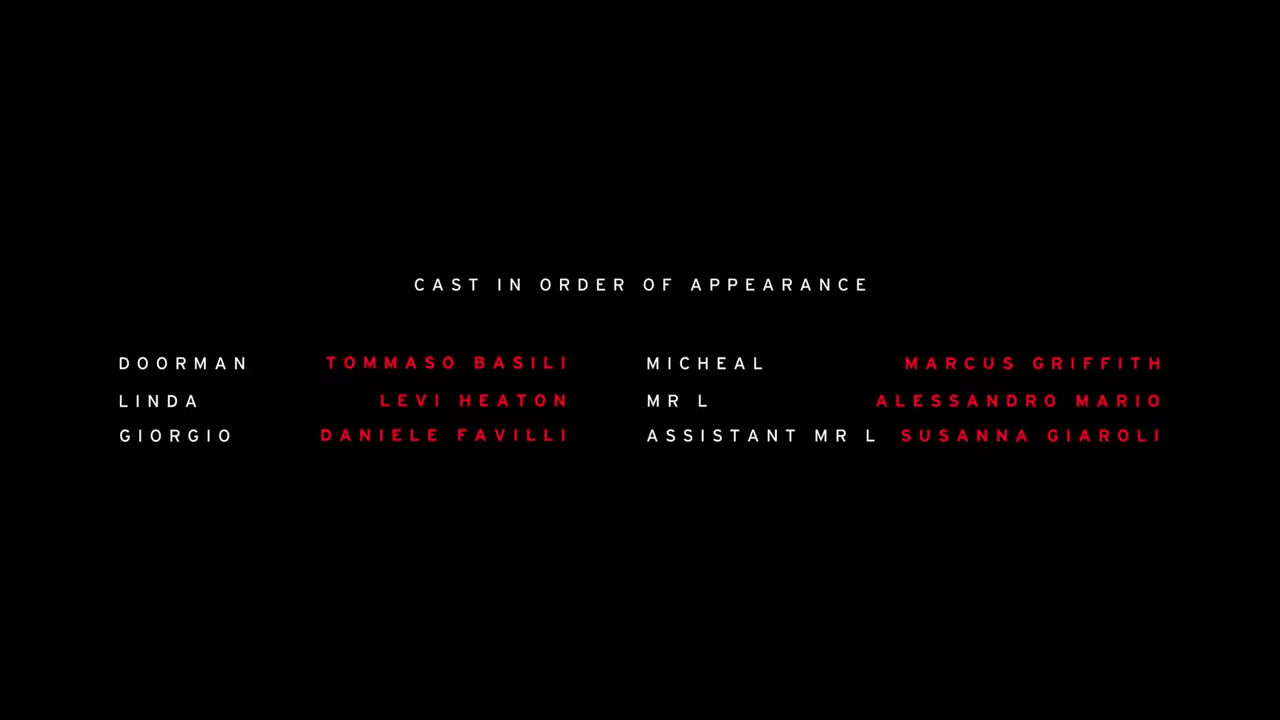 CAST IN ORDER OF APPEARANCE
DOORMAN TOMMASO BASILI
LINDA LEVI HEATON
GIORGIO DANIELE FAVILLI
MICHEAL MARCUS GRIFFITH
MR L ALESSANDRO MARIO
ASSISTANT MR L SUSANNA GIAROLI